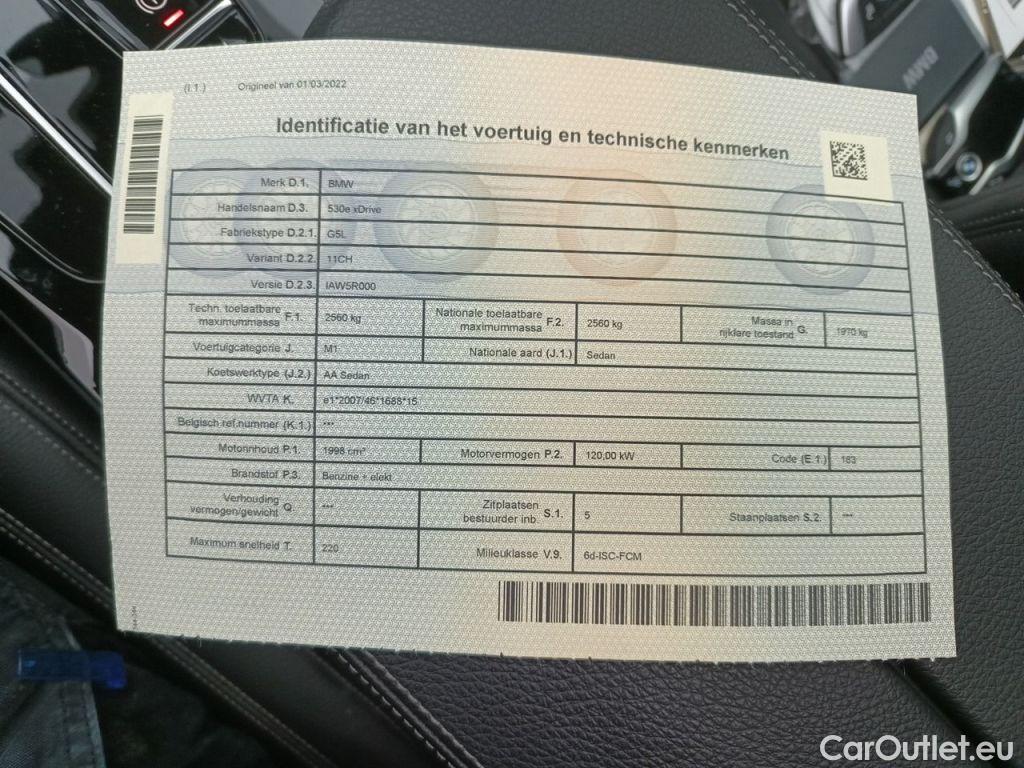 (I.1.) Origineel van 01/03/2022
Identificatie van het voertuig en technische kenmerken
Merk D.1. BMW
Handelsnaam D.3. 530e xDrive
Fabriekstype D.2.1. G5L
Variant D.2.2. 11CH
Versie D.2.3. IAW5R000
Techn. toelaatbare maximummassa F.1. 2560 kg Nationale toelaatbare maximummassa F.2. 2560 kg Massa in rijklare toestand G. 1970 kg
Voertuigcategorie J. M1 Nationale aard (J.1.) Sedan
Koetswerktype (J.2.) AA Sedan
WVTA K. e1*2007/46*1688*15
Belgisch ref.nummer (K.1.) ***
Motorinhoud P.1. 1998 cm³ Motorvermogen P.2. 120,00 kW Code (E.1.) 183
Brandstof P.3. Benzine + elekt
Verhouding vermogen/gewicht Q. *** Zitplaatsen bestuurder inb. S.1. 5 Staanplaatsen S.2. ***
Maximum snelheid T. 220 Milieuklasse V.9. 6d-ISC-FCM
CarOutlet.eu